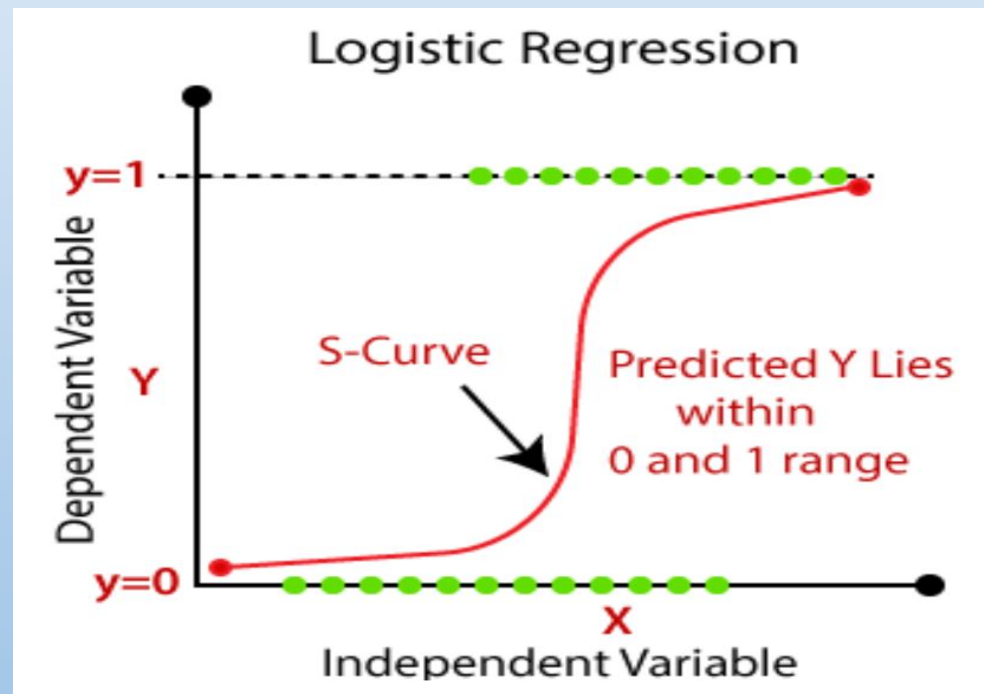 Logistic Regression
y=1
Dependent Variable
Y
S-Curve
Predicted Y Lies
within
0 and 1 range
y=0
X
Independent Variable